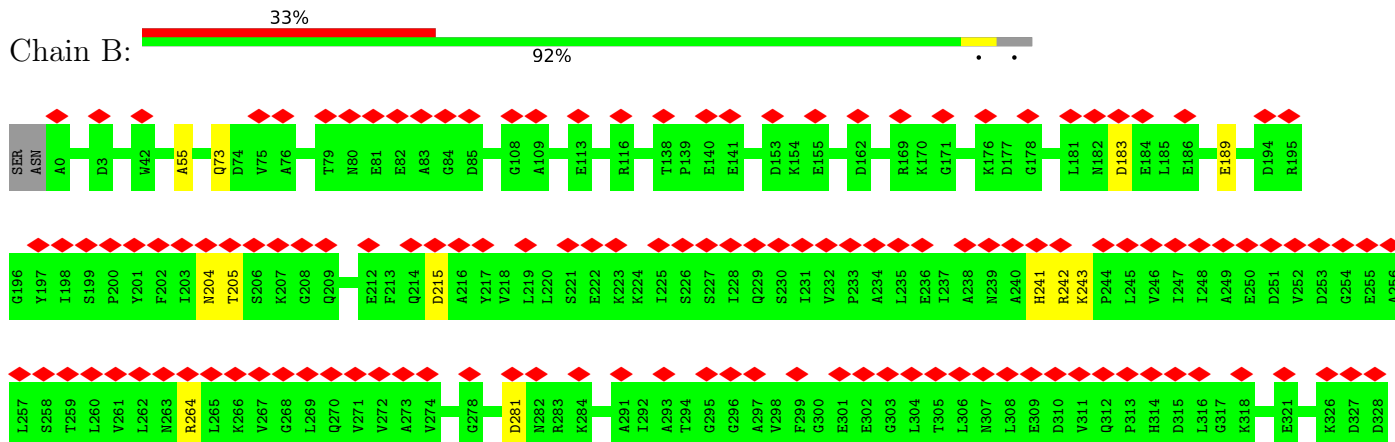 33%
Chain B:
92%
. .
SER ASN A0 D3 W42 A55 Q73 D74 V75 A76 T79 N80 E81 E82 A83 G84 D85 G108 A109 E113 R116 T138 P139 E140 E141 D153 K154 E155 D162 R169 K170 G171 K176 D177 G178 L181 N182 D183 E184 L185 E186 E189 D194 R195
G196 Y197 I198 S199 P200 Y201 F202 I203 N204 T205 S206 K207 G208 Q209 E212 F213 Q214 D215 A216 Y217 V218 L219 L220 S221 E222 K223 K224 I225 S226 S227 I228 Q229 S230 I231 V232 P233 A234 L235 E236 I237 A238 N239 A240 H241 R242 K243 P244 L245 V246 I247 I248 A249 E250 D251 V252 D253 G254 E255 A256
L257 S258 T259 L260 V261 L262 N263 R264 L265 K266 V267 G268 L269 Q270 V271 V272 A273 V274 G278 D281 N282 R283 K284 A291 I292 A293 T294 G295 G296 A297 V298 F299 G300 E301 E302 G303 L304 T305 L306 N307 L308 E309 D310 V311 Q312 P313 H314 D315 L316 G317 K318 E321 K326 D327 D328